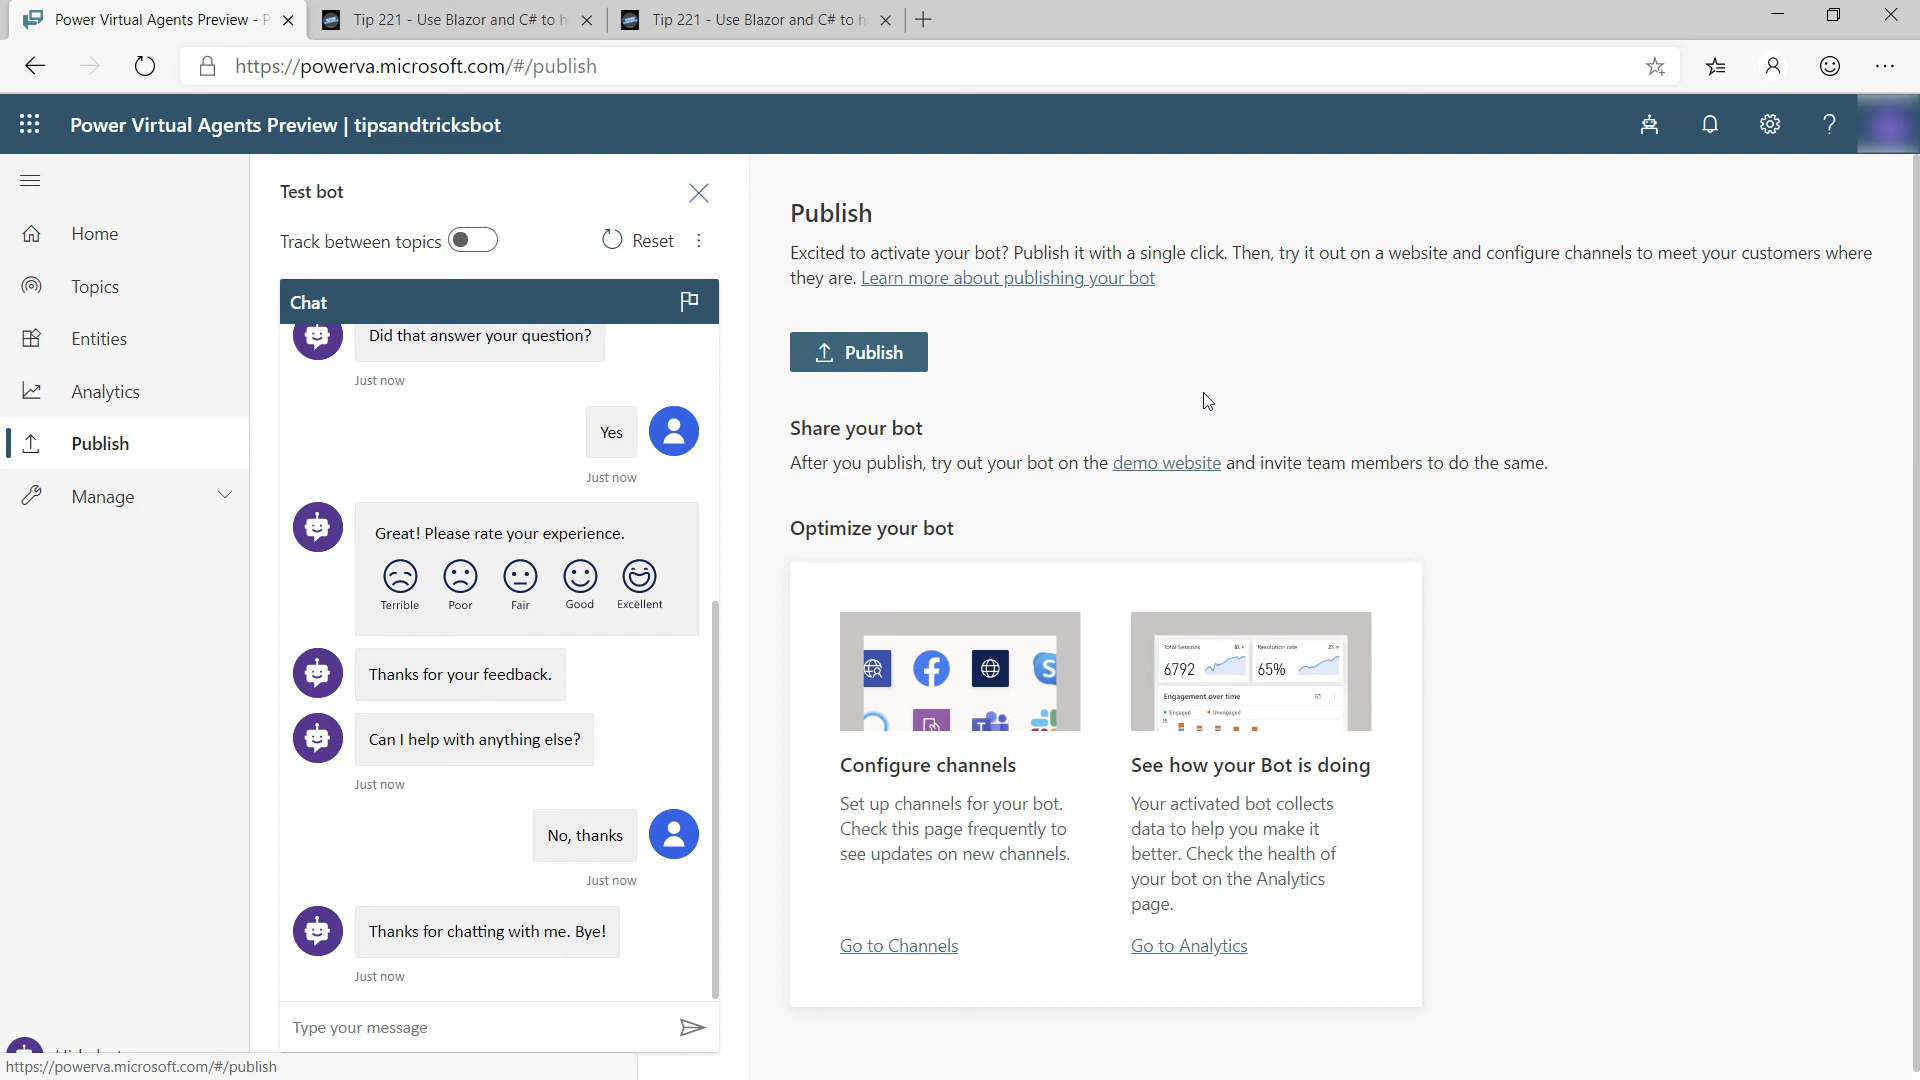 Power Virtual Agents Preview - P
Tip 221 - Use Blazor and C# to h
Tip 221 - Use Blazor and C# to h
https://powerva.microsoft.com/#/publish
Power Virtual Agents Preview | tipsandtricksbot
Home
Topics
Entities
Analytics
Publish
Manage
Test bot
Track between topics
Reset
Chat
Did that answer your question?
Just now
Yes
Just now
Great! Please rate your experience.
Terrible Poor Fair Good Excellent
Thanks for your feedback.
Can I help with anything else?
Just now
No, thanks
Just now
Thanks for chatting with me. Bye!
Just now
Type your message
Publish
Excited to activate your bot? Publish it with a single click. Then, try it out on a website and configure channels to meet your customers where
they are. Learn more about publishing your bot
Publish
Share your bot
After you publish, try out your bot on the demo website and invite team members to do the same.
Optimize your bot
Total Sessions
6792
Resolution rate
65%
Engagement over time
Engaged Unengaged
15
Configure channels
Set up channels for your bot.
Check this page frequently to
see updates on new channels.
Go to Channels
See how your Bot is doing
Your activated bot collects
data to help you make it
better. Check the health of
your bot on the Analytics
page.
Go to Analytics
https://powerva.microsoft.com/#/publish